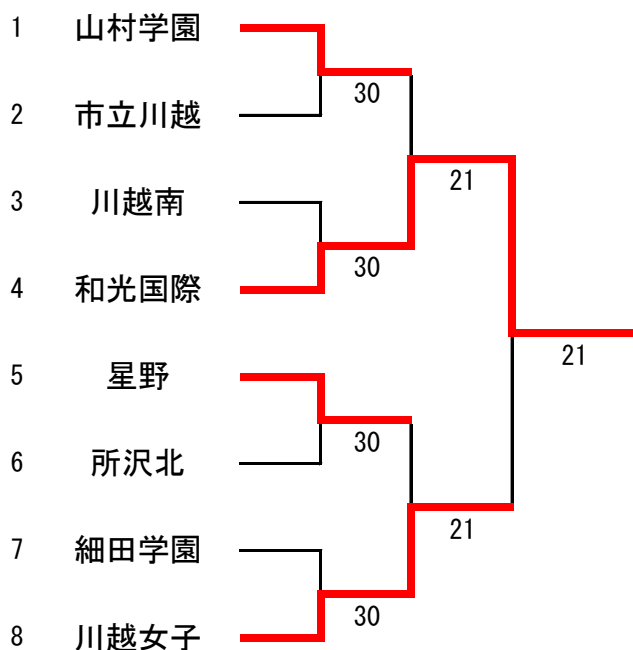 1 山村学園
30
2 市立川越
21
3 川越南
30
4 和光国際
21
5 星野
30
6 所沢北
21
7 細田学園
30
8 川越女子